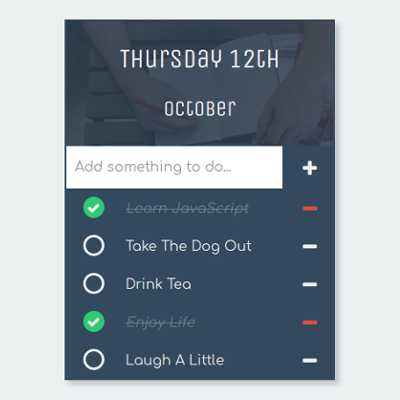 Thursday 12th
October
Add something to do...
Learn JavaScript
Take The Dog Out
Drink Tea
Enjoy Life
Laugh A Little